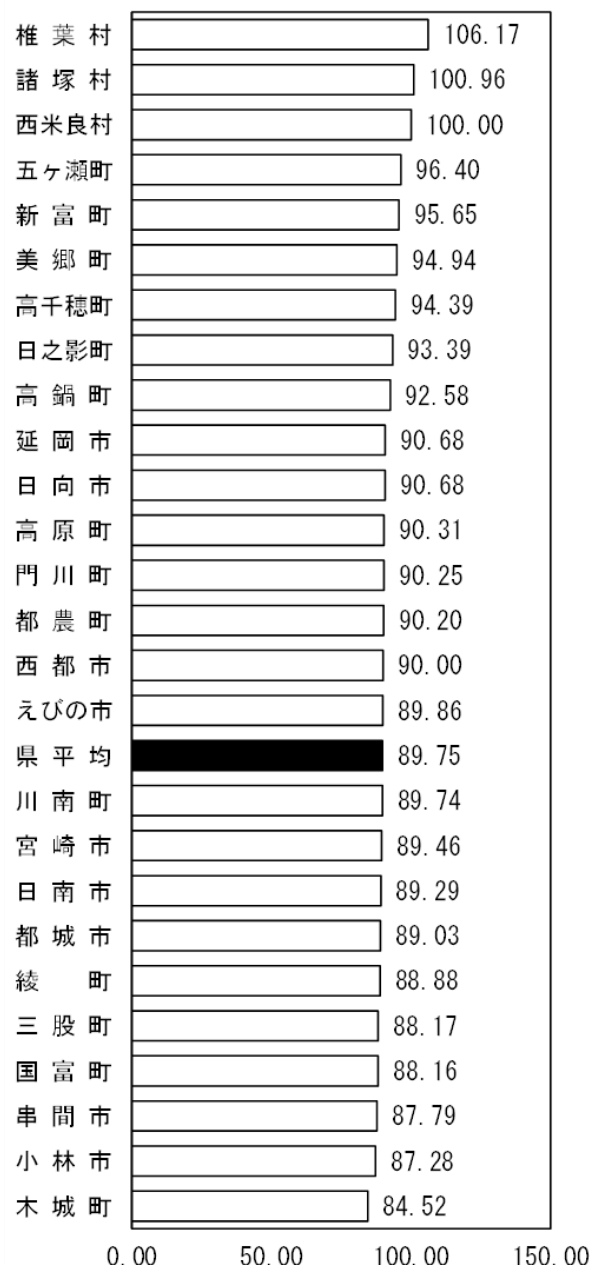 椎葉村 106.17
諸塚村 100.96
西米良村 100.00
五ヶ瀬町 96.40
新富町 95.65
美郷町 94.94
高千穂町 94.39
日之影町 93.39
高鍋町 92.58
延岡市 90.68
日向市 90.68
高原町 90.31
門川町 90.25
都農町 90.20
西都市 90.00
えびの市 89.86
県平均 89.75
川南町 89.74
宮崎市 89.46
日南市 89.29
都城市 89.03
綾町 88.88
三股町 88.17
国富町 88.16
串間市 87.79
小林市 87.28
木城町 84.52
0.00 50.00 100.00 150.00